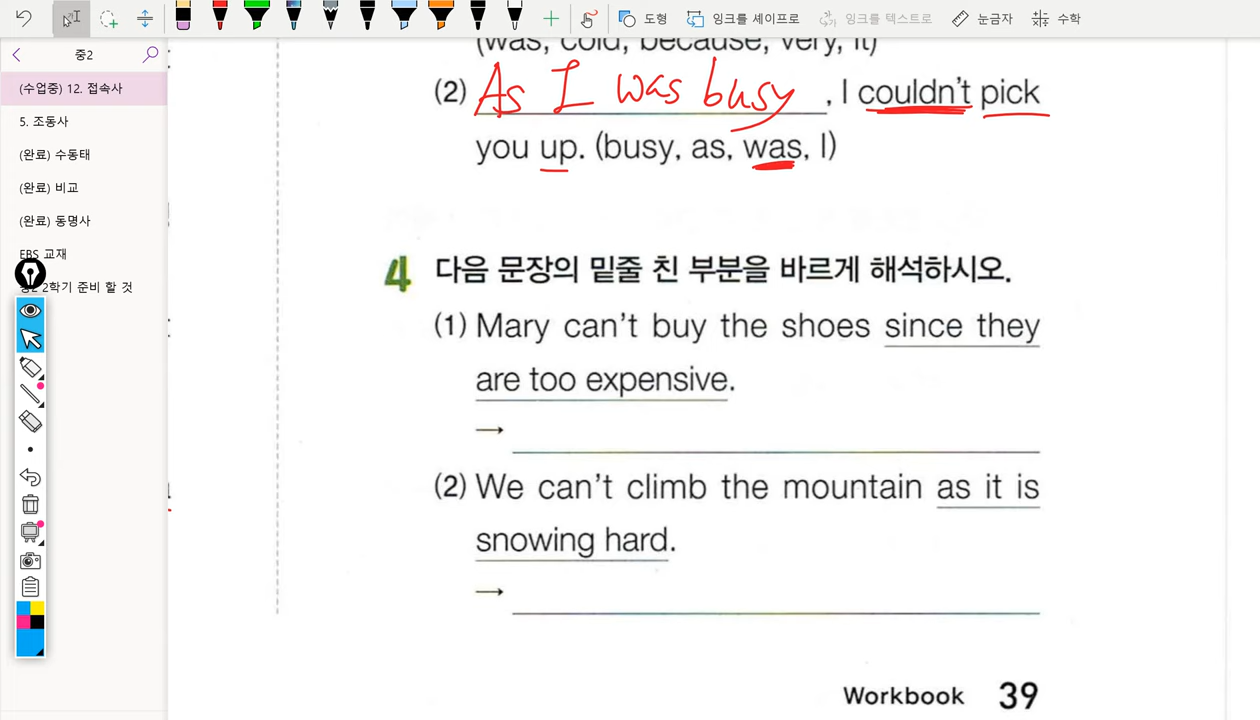 도형
잉크를 셰이프로
잉크를 텍스트로
눈금자
수학
중2
(수업중) 12. 접속사
5. 조동사
(완료) 수동태
(완료) 비교
(완료) 동명사
EBS 교재
2학기 준비 할 것
(was, cold, because, very, it)
(2) As I was busy, I couldn't pick
you up. (busy, as, was, I)
4 다음 문장의 밑줄 친 부분을 바르게 해석하시오.
(1) Mary can't buy the shoes since they
are too expensive.
→
(2) We can't climb the mountain as it is
snowing hard.
→
Workbook 39